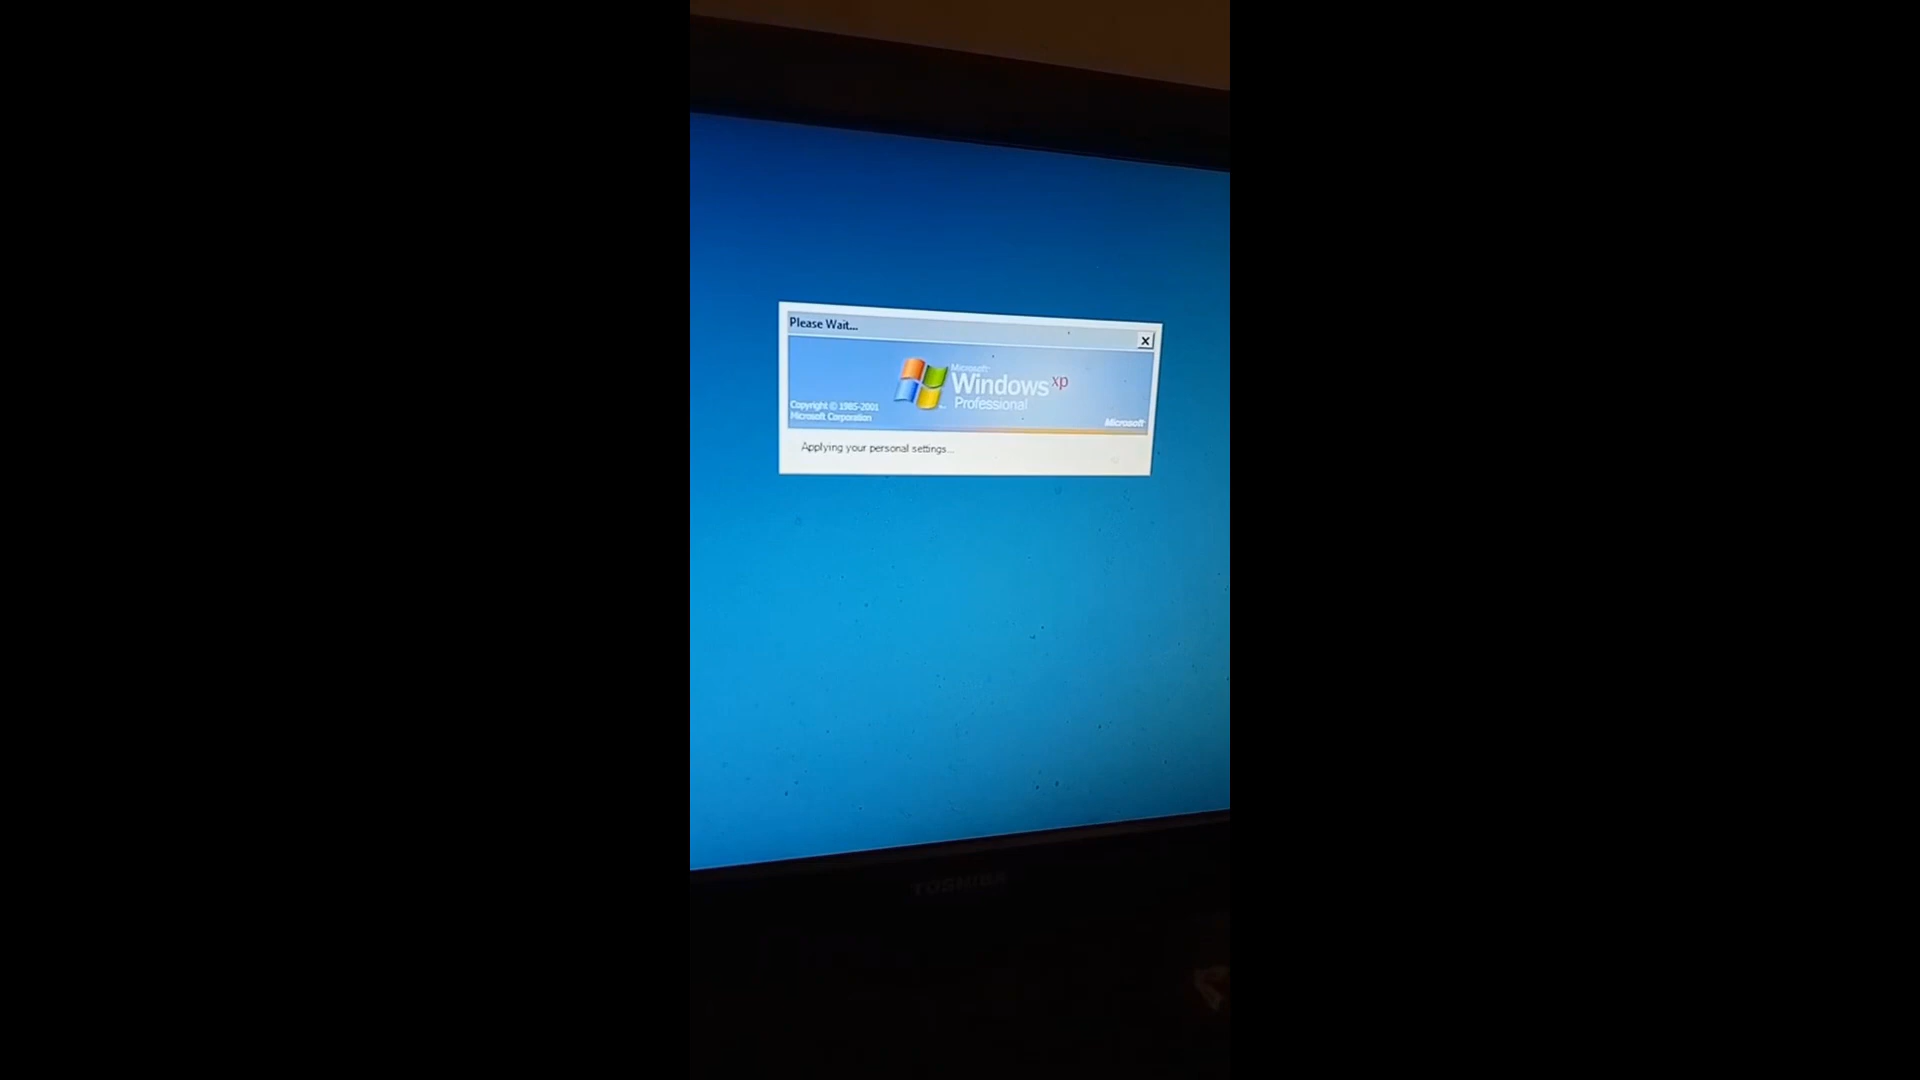 Please Wait...
Microsoft
Windows xp
Professional
Copyright © 1985-2001
Microsoft Corporation
Microsoft
Applying your personal settings...
TOSHIBA